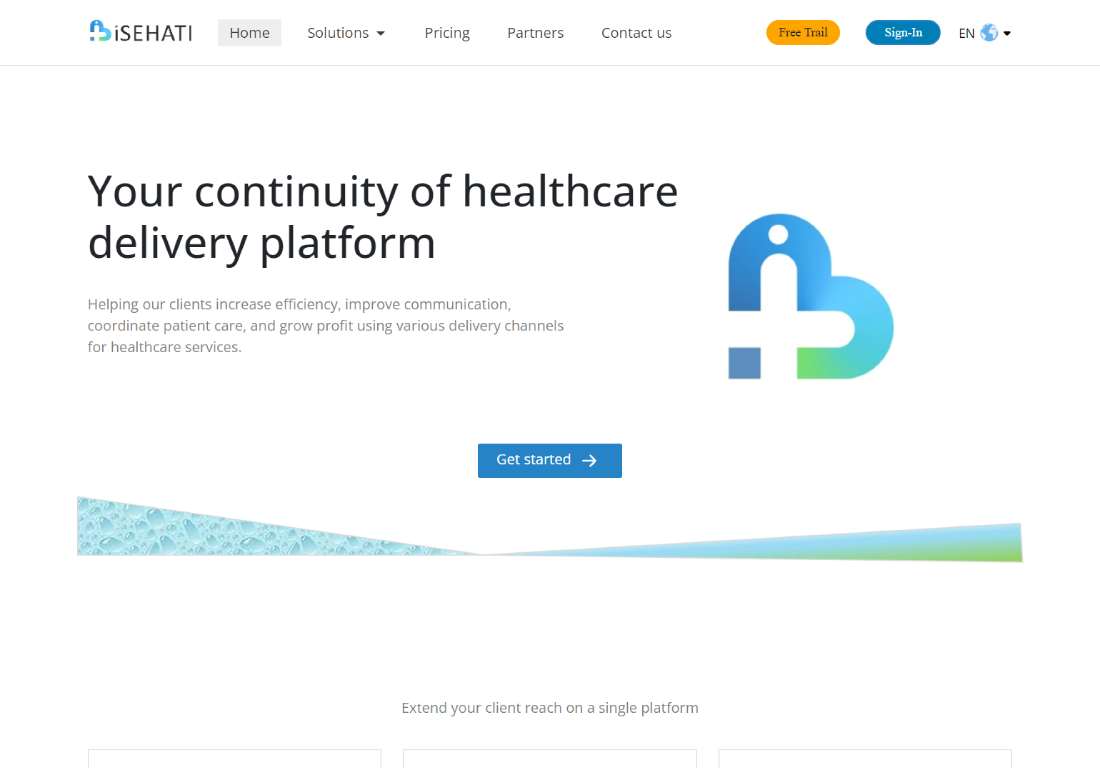 iSEHATI
Home
Solutions
Pricing
Partners
Contact us
Free Trail
Sign-In
EN
Your continuity of healthcare
delivery platform
Helping our clients increase efficiency, improve communication,
coordinate patient care, and grow profit using various delivery channels
for healthcare services.
Get started
Extend your client reach on a single platform